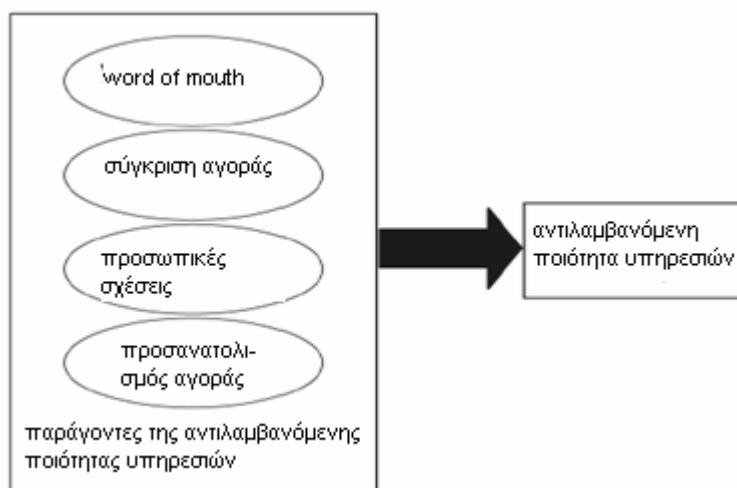 word of mouth
σύγκριση αγοράς
προσωπικές
σχέσεις
προσανατολι-
σμός αγοράς
παράγοντες της αντιλαμβανόμενης
ποιότητας υπηρεσιών
αντιλαμβανόμενη
ποιότητα υπηρεσιών